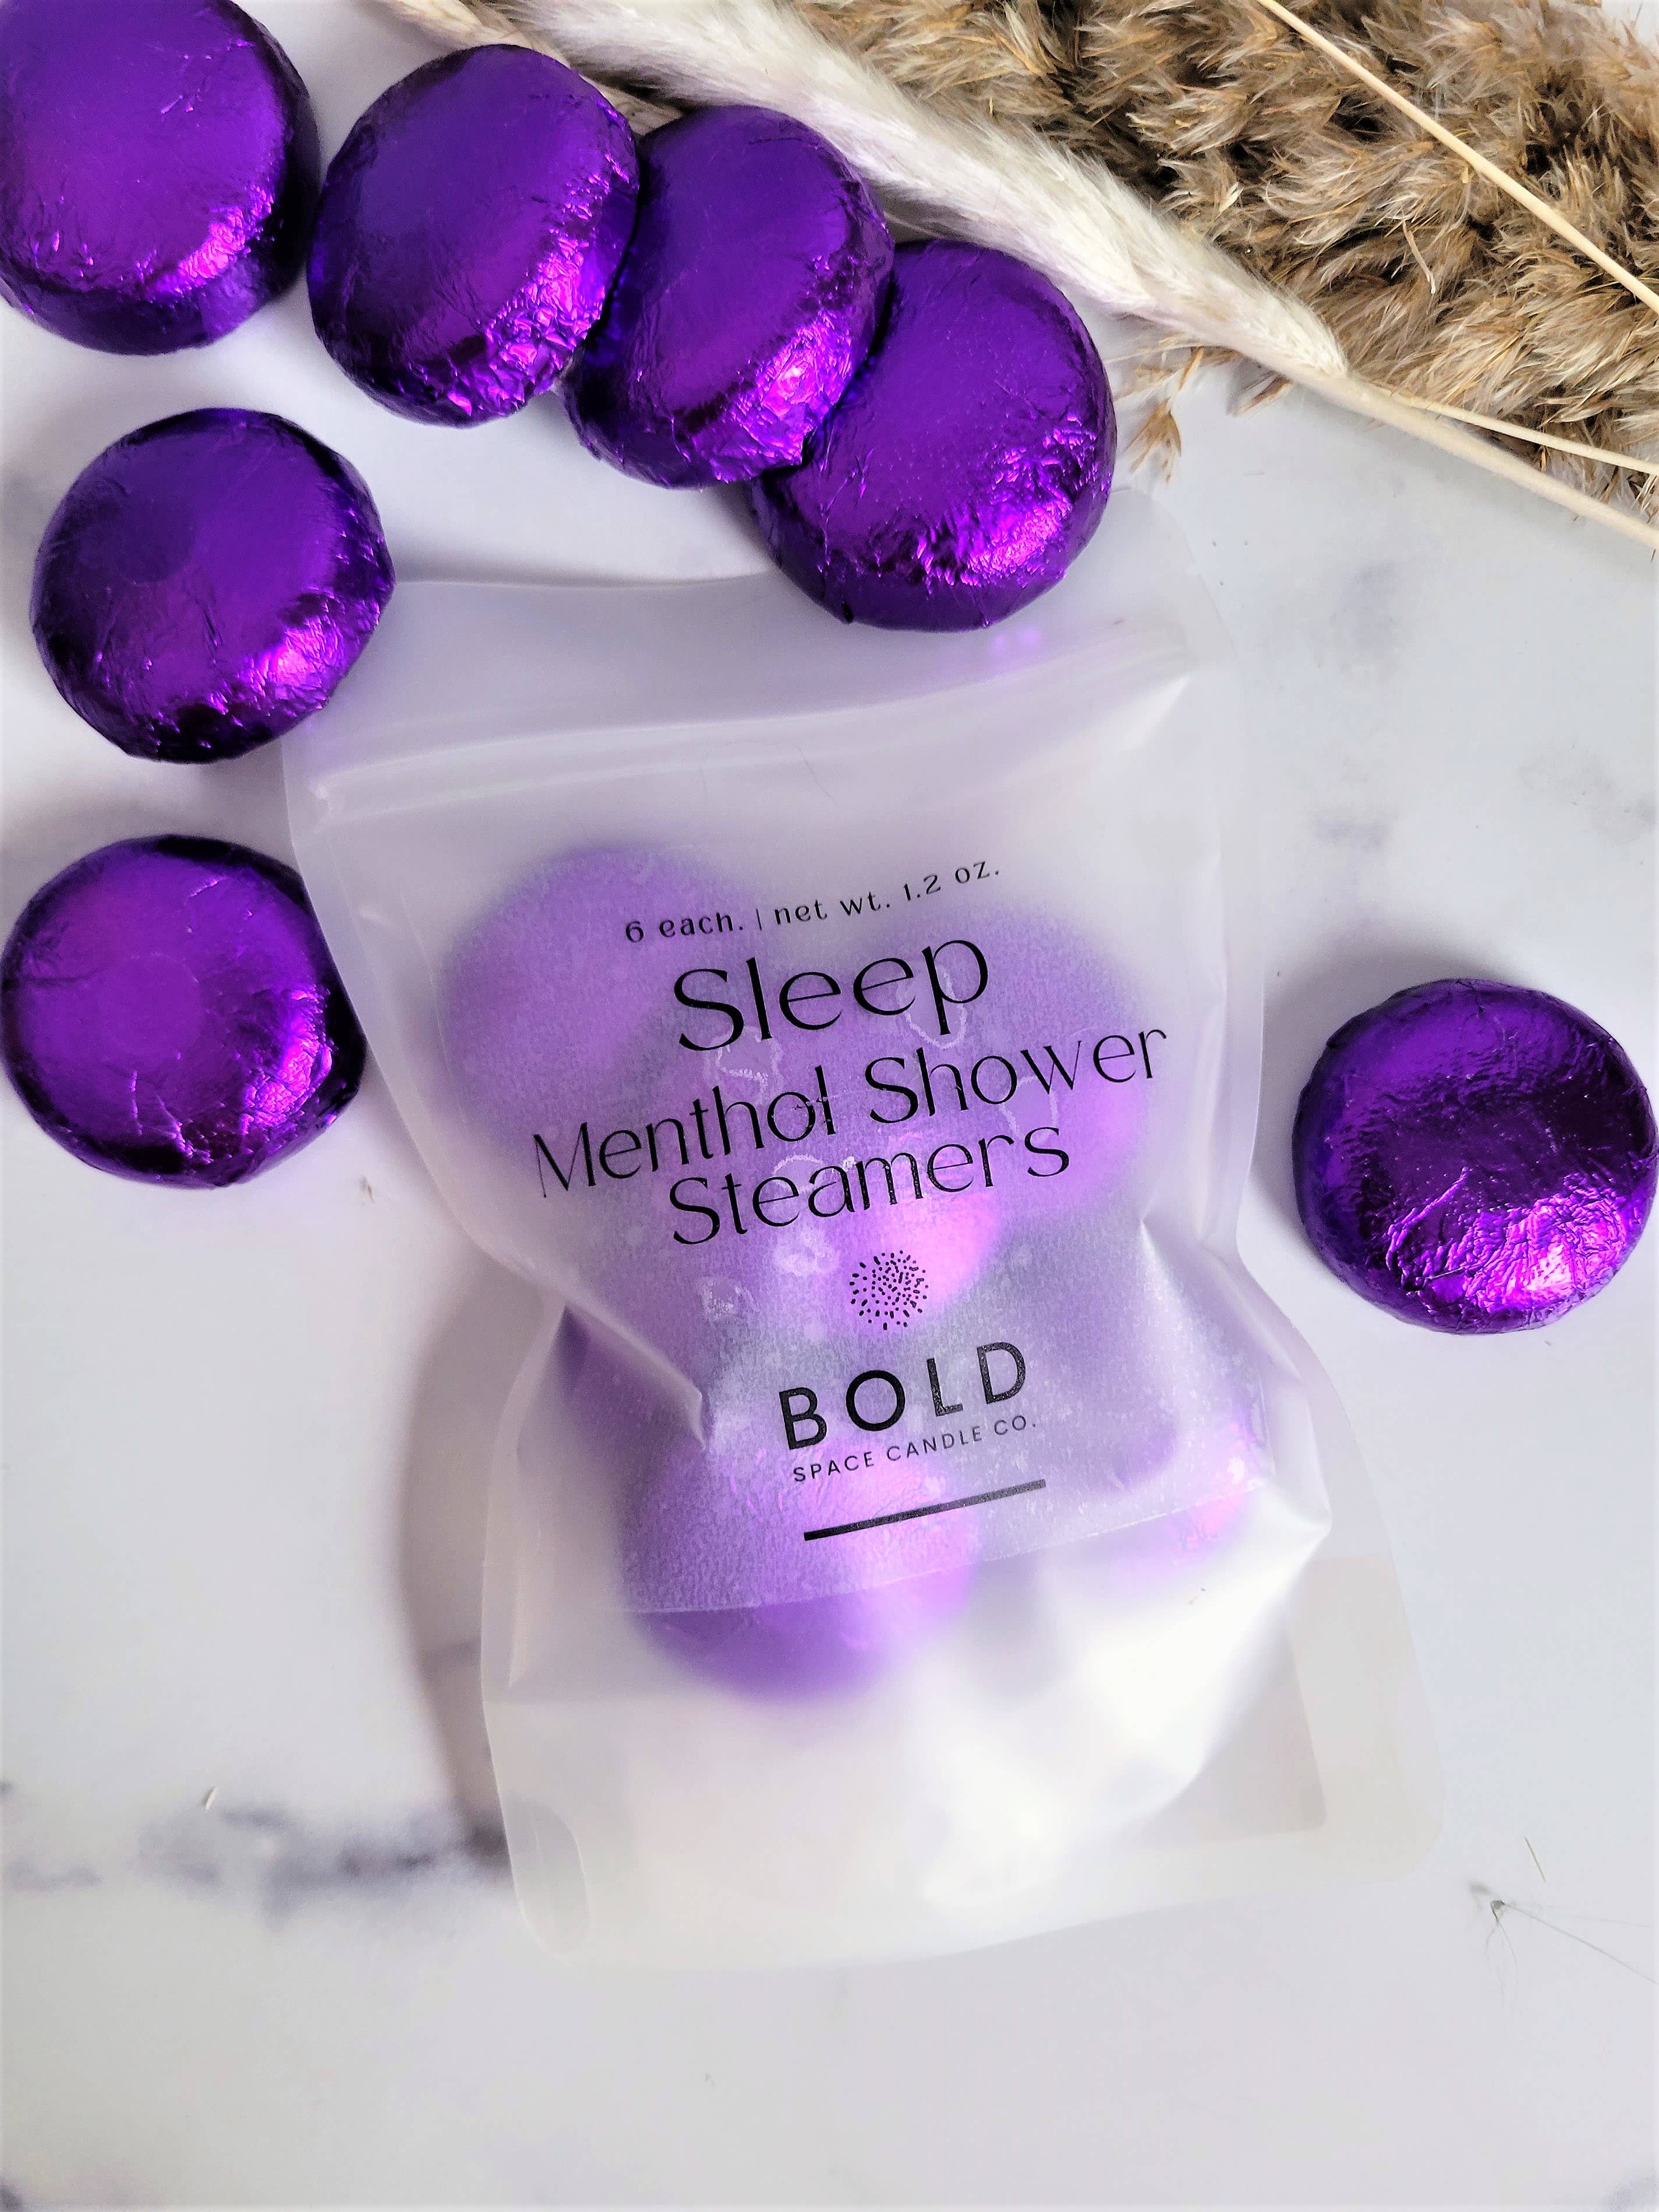 6 each. | net wt. 1.2 oz.
Sleep
Menthol Shower
Steamers
BOLD
SPACE CANDLE CO.